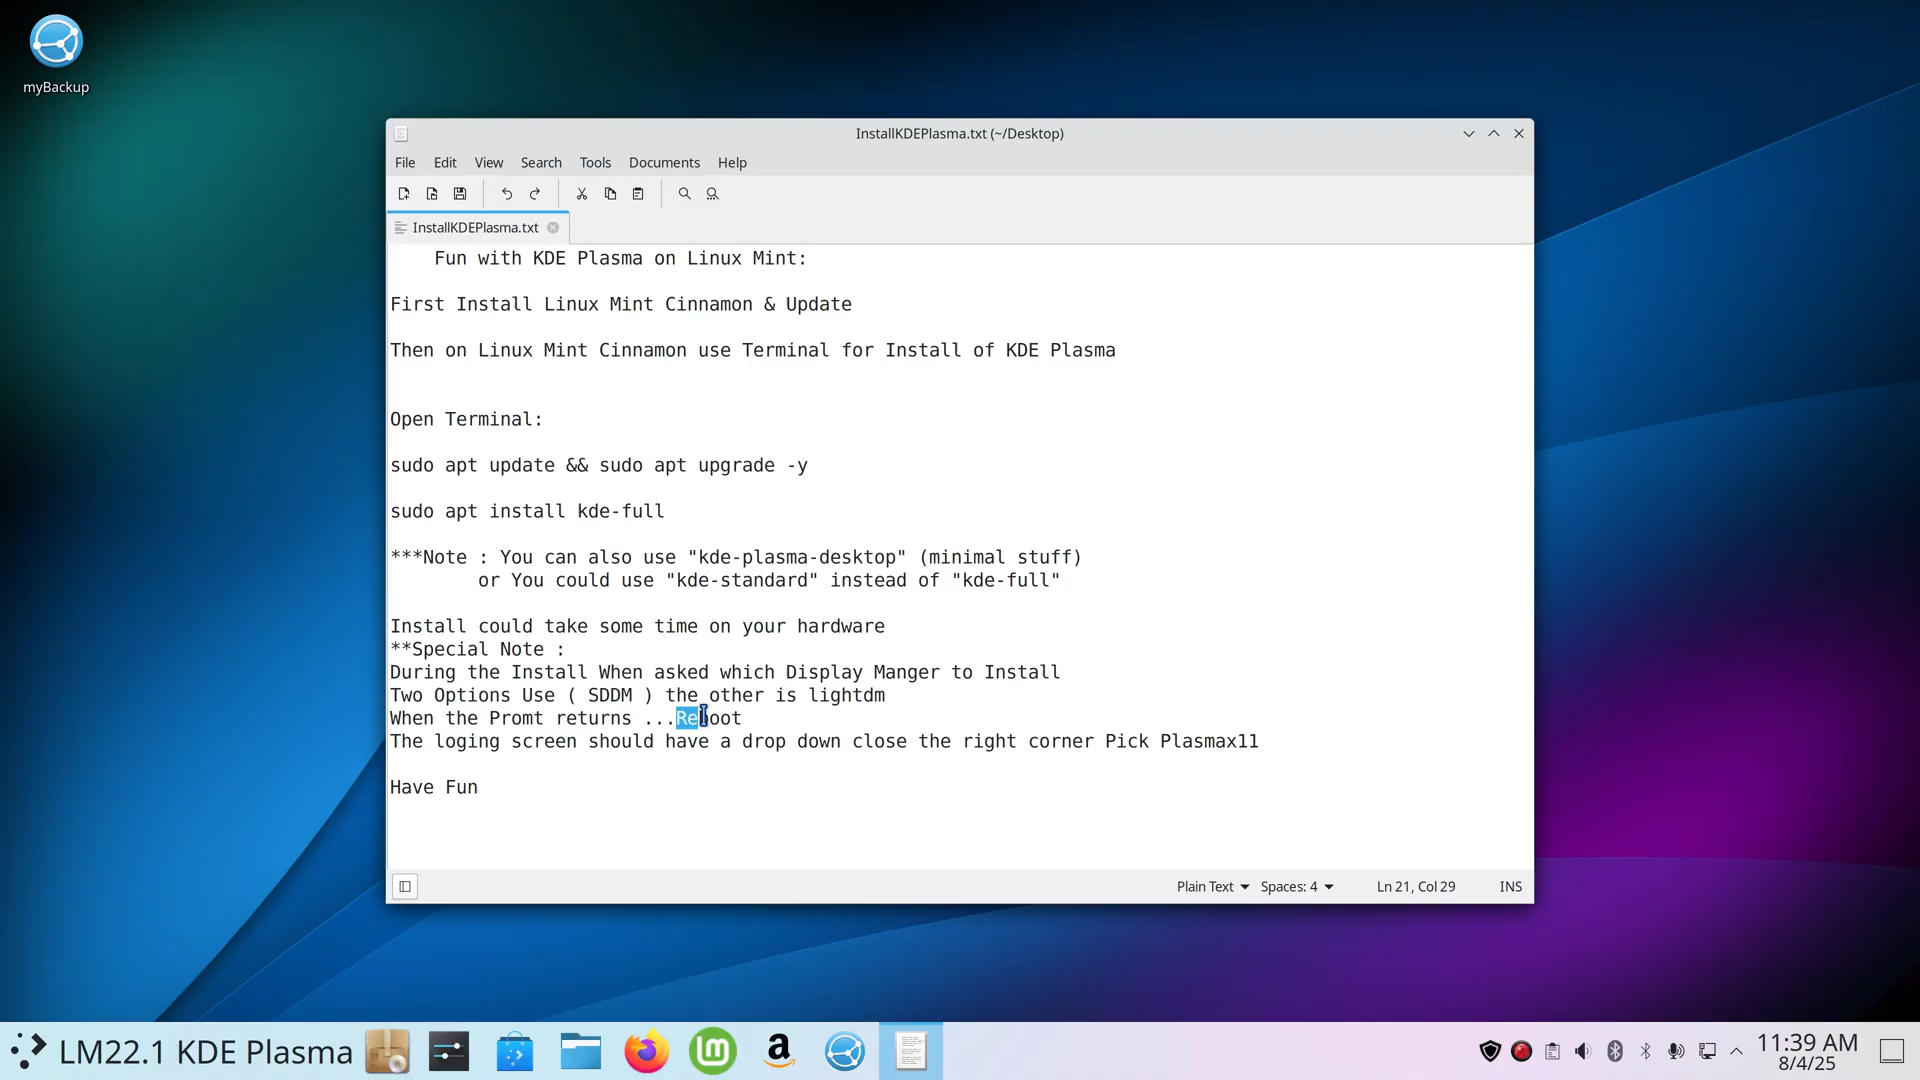 myBackup
InstallKDEPlasma.txt (~/Desktop)
File Edit View Search Tools Documents Help
InstallKDEPlasma.txt
Fun with KDE Plasma on Linux Mint:
First Install Linux Mint Cinnamon & Update
Then on Linux Mint Cinnamon use Terminal for Install of KDE Plasma
Open Terminal:
sudo apt update && sudo apt upgrade -y
sudo apt install kde-full
***Note : You can also use "kde-plasma-desktop" (minimal stuff)
or You could use "kde-standard" instead of "kde-full"
Install could take some time on your hardware
**Special Note :
During the Install When asked which Display Manger to Install
Two Options Use ( SDDM ) the other is lightdm
When the Promt returns ...Reboot
The loging screen should have a drop down close the right corner Pick Plasmax11
Have Fun
Plain Text Spaces: 4 Ln 21, Col 29 INS
LM22.1 KDE Plasma
11:39 AM
8/4/25